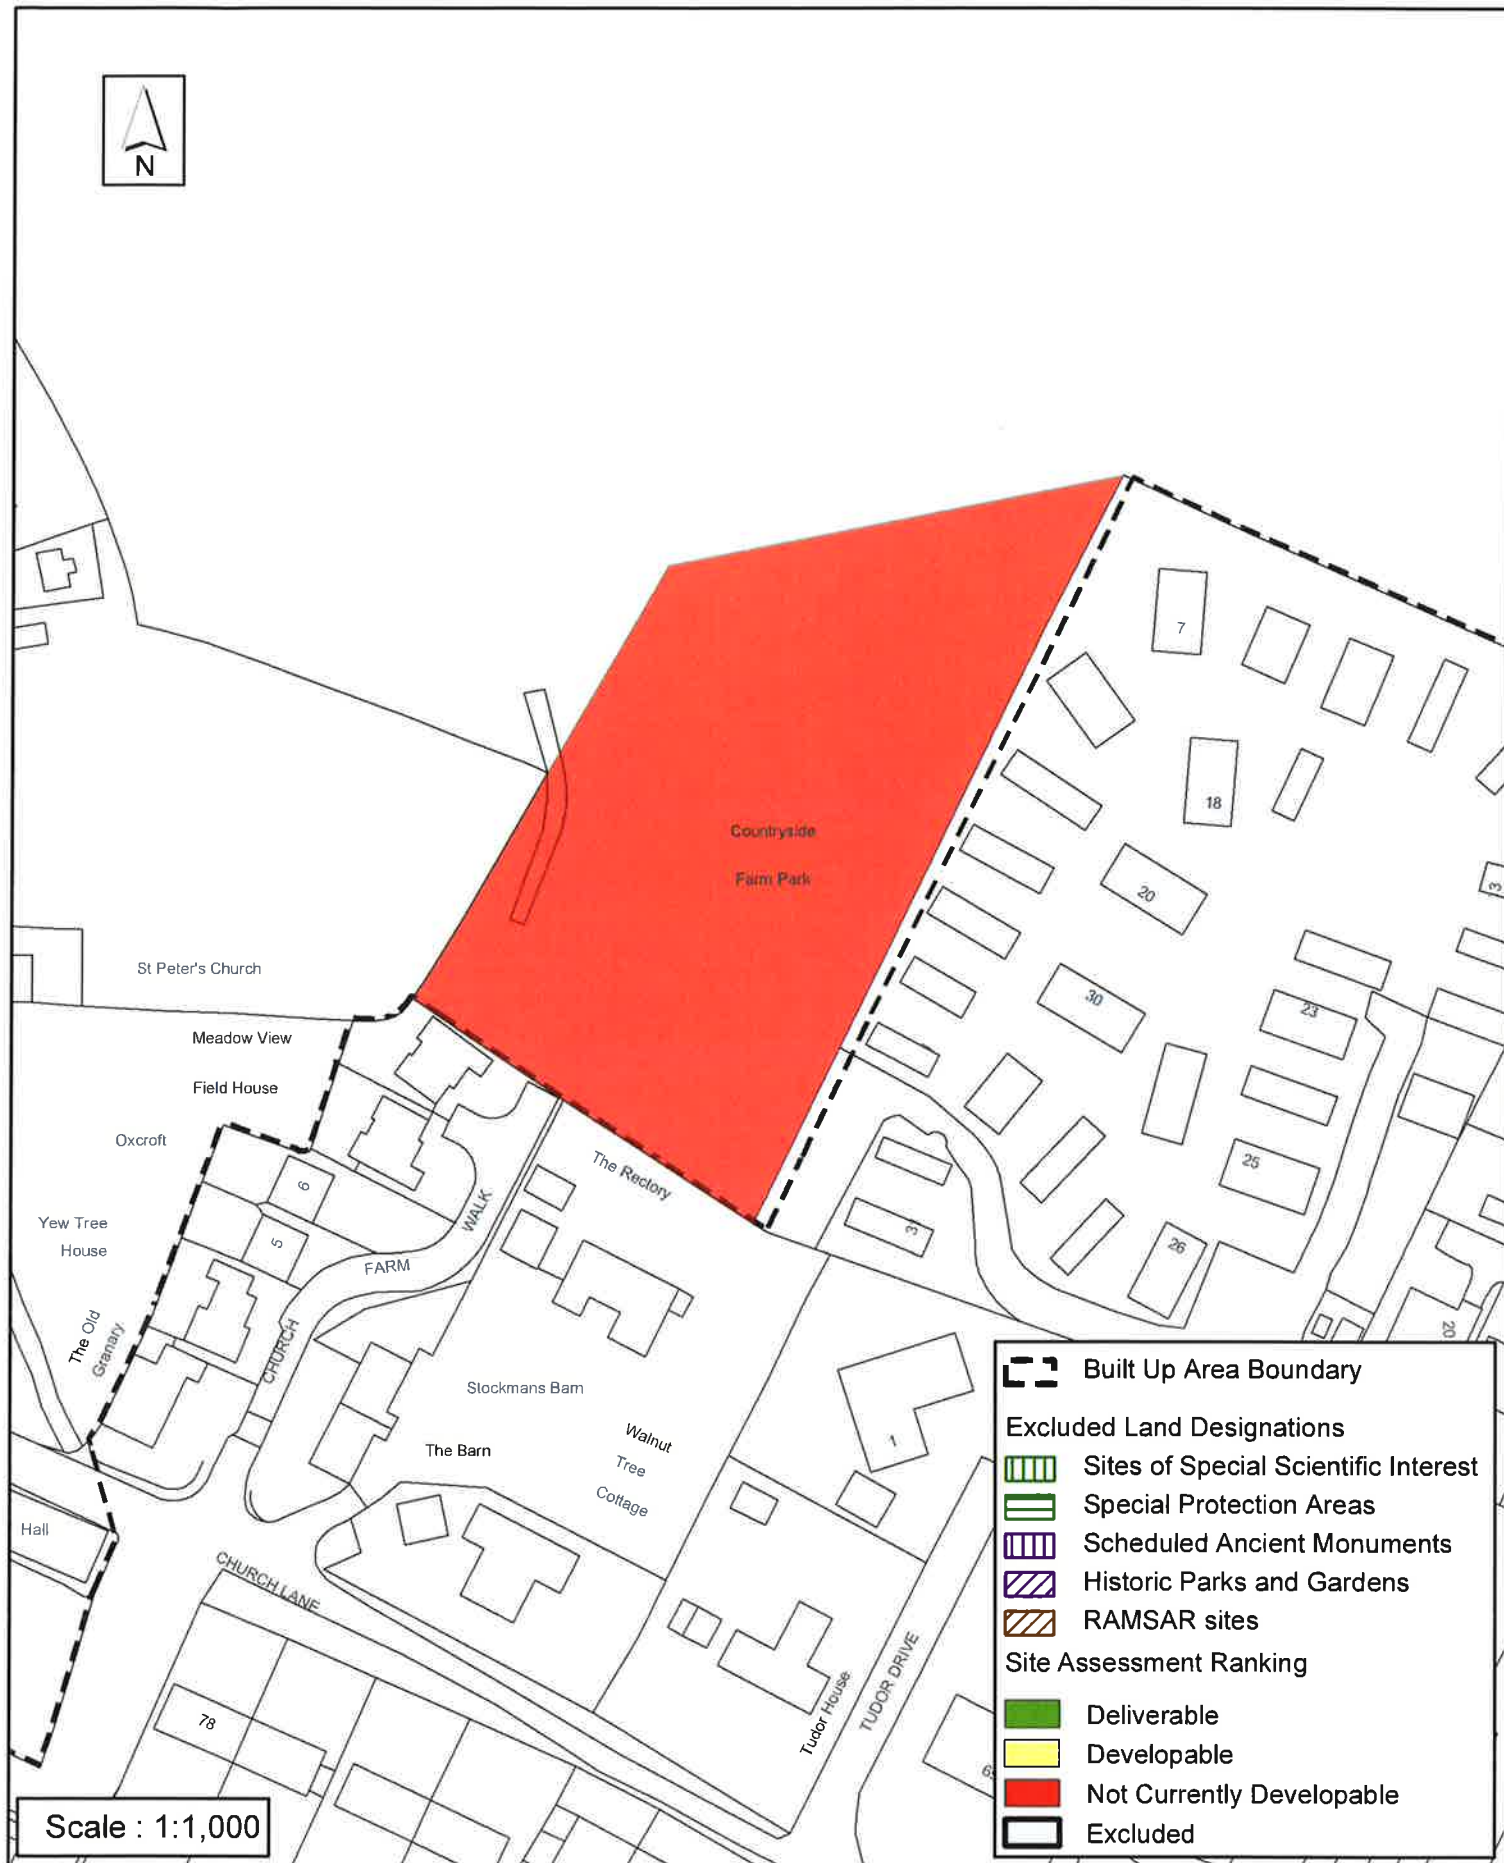 N
7
18
Countryside
Farm Park
20
3
30
23
St Peter's Church
Meadow View
Field House
Oxcroft
The Rectory
25
6
WALK
Yew Tree
House
5
FARM
3
26
The Old
Granary
CHURCH
20
Stockmans Barn
Walnut
Tree
Cottage
The Barn
1
Hall
CHURCH LANE
Tudor House
TUDOR DRIVE
78
Built Up Area Boundary
Excluded Land Designations
Sites of Special Scientific Interest
Special Protection Areas
Scheduled Ancient Monuments
Historic Parks and Gardens
RAMSAR sites
Site Assessment Ranking
Deliverable
Developable
Not Currently Developable
Excluded
Scale : 1:1,000